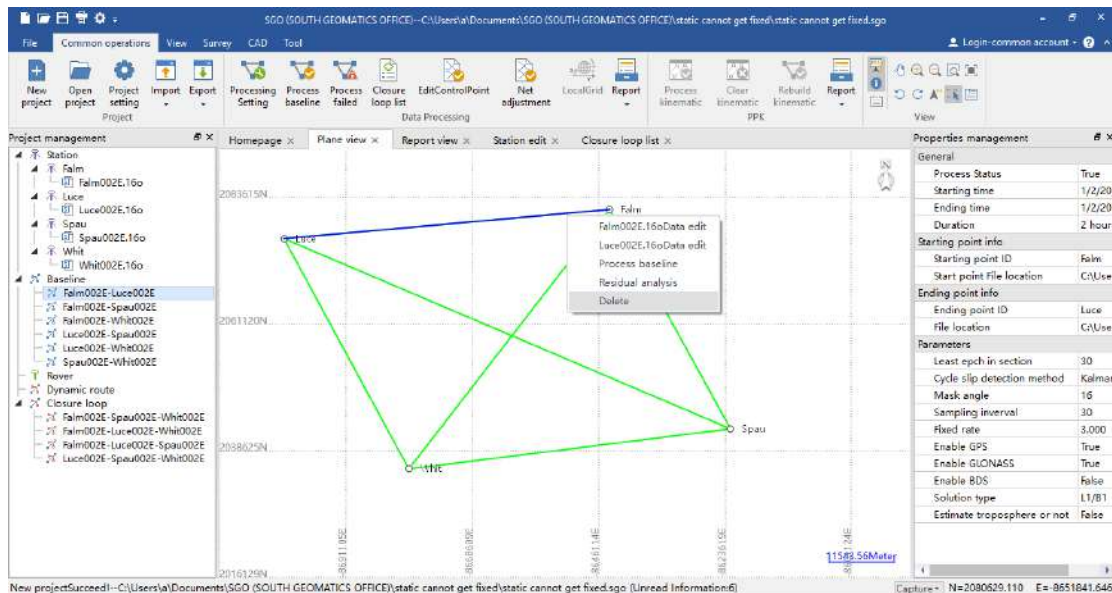 SGO (SOUTH GEOMATICS OFFICE)--C:\Users\a\Documents\SGO (SOUTH GEOMATICS OFFICE)\static cannot get fixed\static cannot get fixed.sgo
File Common operations View Survey CAD Tool Login-common account
New project Open project Project setting Import Export Processing Setting Process baseline Process failed Closure loop list EditControlPoint Net adjustment LocalGrid Report Process kinematic Clear kinematic Rebuild kinematic Report
Project Data Processing PPK View
Project management
Station
Falm
Falm002E.16o
Luce
Luce002E.16o
Spau
Spau002E.16o
Whit
Whit002E.16o
Baseline
Falm002E-Luce002E
Falm002E-Spau002E
Falm002E-Whit002E
Luce002E-Spau002E
Luce002E-Whit002E
Spau002E-Whit002E
Rover
Dynamic route
Closure loop
Falm002E-Spau002E-Whit002E
Falm002E-Luce002E-Whit002E
Falm002E-Luce002E-Spau002E
Luce002E-Spau002E-Whit002E
Homepage Plane view Report view Station edit Closure loop list
N
2083615N
Falm
Luce
Falm002E.16oData edit
Luce002E.16oData edit
Process baseline
Residual analysis
Delete
2061120N
Spau
2038625N
Whit
2016129N
11543.56Meter
Properties management
General
Process Status True
Starting time 1/2/20
Ending time 1/2/20
Duration 2 hour
Starting point info
Starting point ID Falm
Start point File location C:\Use
Ending point info
Ending point ID Luce
File location C:\Use
Parameters
Least epch in section 30
Cycle slip detection method Kalmar
Mask angle 16
Sampling inverval 30
Fixed rate 3.000
Enable GPS True
Enable GLONASS True
Enable BDS False
Solution type L1/B1
Estimate troposphere or not False
New projectSucceed!--C:\Users\a\Documents\SGO (SOUTH GEOMATICS OFFICE)\static cannot get fixed\static cannot get fixed.sgo (Unread Information:6) Capture N=2080629.110 E=-8651841.646